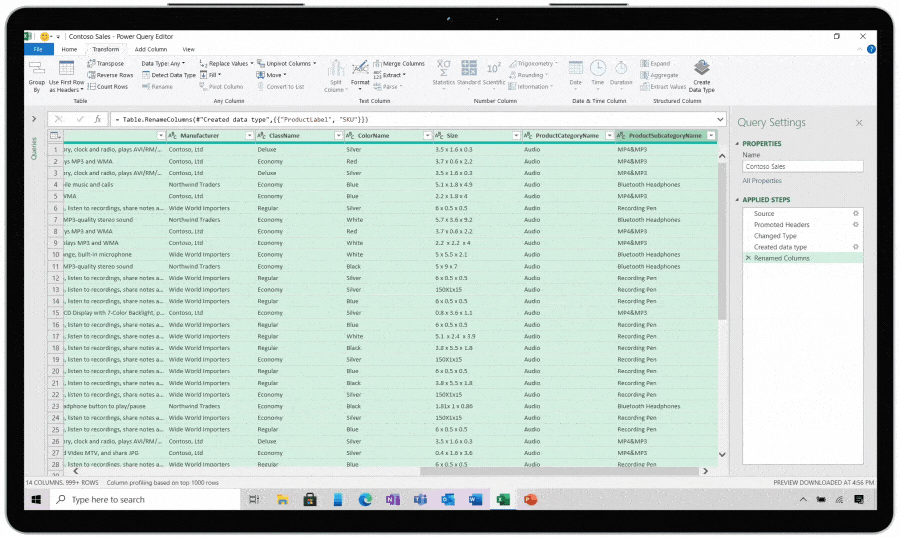 Contoso Sales - Power Query Editor
File Home Transform Add Column View
Group By
Use First Row as Headers
Transpose
Reverse Rows
Count Rows
Table
Data Type: Any
Detect Data Type
Rename
Replace Values
Fill
Pivot Column
Unpivot Columns
Move
Convert to List
Any Column
Split Column
Format
Merge Columns
Extract
Parse
Text Column
Statistics
Standard
Scientific
Trigonometry
Rounding
Information
Number Column
Date
Time
Duration
Date & Time Column
Expand
Aggregate
Extract Values
Create Data Type
Structured Column
Queries
= Table.RenameColumns(#"Created data type",{{"ProductLabel", "SKU"}})
Manufacturer ClassName ColorName Size ProductCategoryName ProductSubcategoryName
1 ry, clock and radio, plays AVI/RM/... Contoso, Ltd Deluxe Silver 3.5 x 1.6 x 0.3 Audio MP4&MP3
2 ys MP3 and WMA Contoso, Ltd Economy Red 3.7 x 0.6 x 2.2 Audio MP4&MP3
3 ry, clock and radio, plays AVI/RM/... Contoso, Ltd Deluxe Silver 3.5 x 1.6 x 0.3 Audio MP4&MP3
4 ile music and calls Northwind Traders Economy Blue 5.1 x 1.8 x 4.9 Audio Bluetooth Headphones
5 WMA Contoso, Ltd Economy Blue 2.2 x 1.8 x 4 Audio MP4&MP3
6 , listen to recordings, share notes a... Wide World Importers Regular Silver 6 x 0.5 x 0.5 Audio Recording Pen
7 MP3-quality stereo sound Northwind Traders Economy White 5.7 x 3.6 x 9.2 Audio Bluetooth Headphones
8 ys MP3 and WMA Contoso, Ltd Economy Red 3.7 x 0.6 x 2.2 Audio MP4&MP3
9 plays MP3 and WMA Contoso, Ltd Economy White 2.2 x 2.2 x 4 Audio MP4&MP3
10 nge, built-in microphone Wide World Importers Economy White 5 x 5.5 x 2.1 Audio Bluetooth Headphones
11 MP3-quality stereo sound Northwind Traders Economy Black 5 x 9 x 7 Audio Bluetooth Headphones
12 , listen to recordings, share notes a... Wide World Importers Regular Silver 6 x 0.5 x 0.5 Audio Recording Pen
13 , listen to recordings, share notes a... Wide World Importers Economy Silver 150X1x15 Audio Recording Pen
14 , listen to recordings, share notes a... Wide World Importers Regular Blue 6 x 0.5 x 0.5 Audio Recording Pen
15 CD Display with 7-Color Backlight, p... Contoso, Ltd Economy Silver 0.8 x 3.6 x 1.1 Audio MP4&MP3
16 , listen to recordings, share notes a... Wide World Importers Regular Blue 6 x 0.5 x 0.5 Audio Recording Pen
17 , listen to recordings, share notes a... Wide World Importers Regular White 5.1 x 2.4 x 3.9 Audio Recording Pen
18 , listen to recordings, share notes a... Wide World Importers Regular Black 3.8 x 5.5 x 1.8 Audio Recording Pen
19 , listen to recordings, share notes a... Wide World Importers Economy Silver 150X1x15 Audio Recording Pen
20 , listen to recordings, share notes a... Wide World Importers Regular Blue 6 x 0.5 x 0.5 Audio Recording Pen
21 , listen to recordings, share notes a... Wide World Importers Regular Black 3.8 x 5.5 x 1.8 Audio Recording Pen
22 , listen to recordings, share notes a... Wide World Importers Economy Silver 150X1x15 Audio Recording Pen
23 adphone button to play/pause Northwind Traders Economy Black 1.81x 1 x 0.86 Audio Bluetooth Headphones
24 , listen to recordings, share notes a... Wide World Importers Economy Silver 150X1x15 Audio Recording Pen
25 , listen to recordings, share notes a... Wide World Importers Regular Blue 6 x 0.5 x 0.5 Audio Recording Pen
26 ry, clock and radio, plays AVI/RM/... Contoso, Ltd Deluxe Silver 3.5 x 1.6 x 0.3 Audio MP4&MP3
27 d Video MTV, and share JPG Contoso, Ltd Economy Silver 0.4 x 1.6 x 3.6 Audio MP4&MP3
28 , listen to recordings, share notes a... Wide World Importers Regular Blue 6 x 0.5 x 0.5 Audio Recording Pen
Query Settings
PROPERTIES
Name
Contoso Sales
All Properties
APPLIED STEPS
Source
Promoted Headers
Changed Type
Created data type
Renamed Columns
14 COLUMNS, 999+ ROWS Column profiling based on top 1000 rows PREVIEW DOWNLOADED AT 4:56 PM
Type here to search